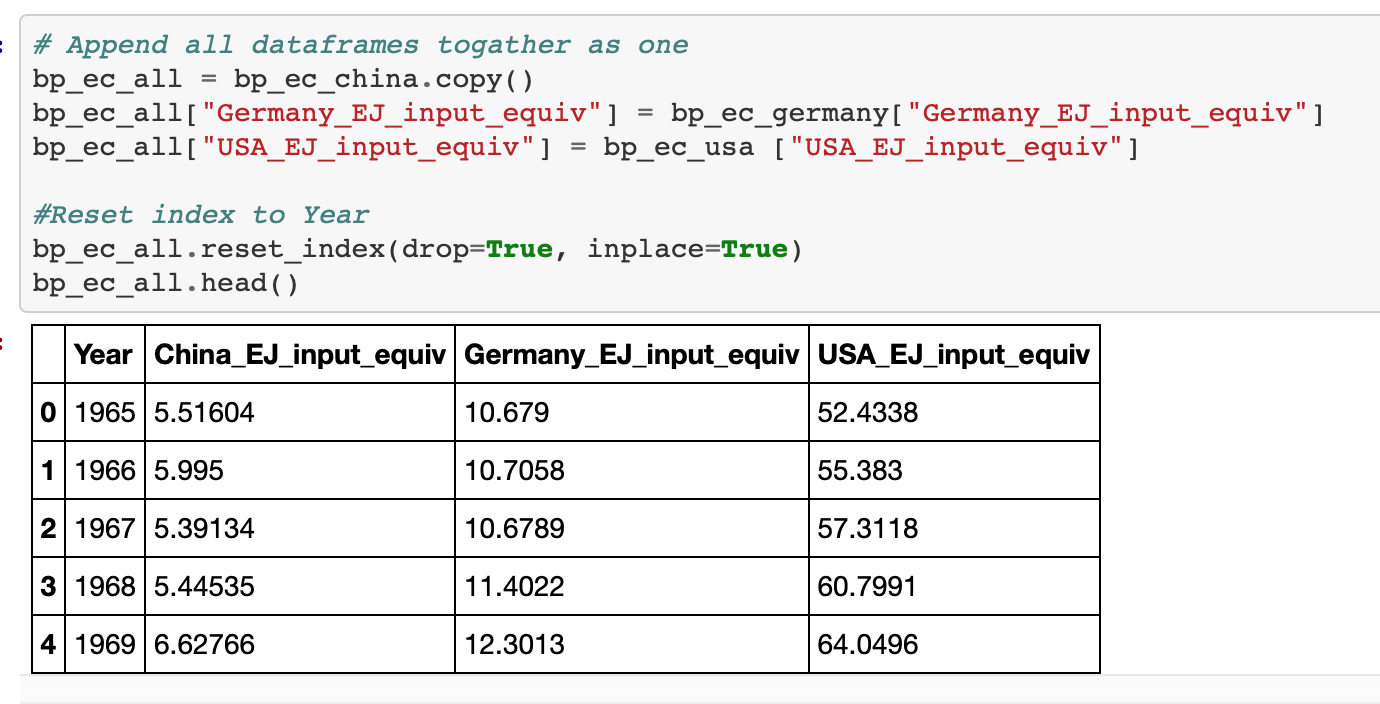 # Append all dataframes togather as one
bp_ec_all = bp_ec_china.copy()
bp_ec_all["Germany_EJ_input_equiv"] = bp_ec_germany["Germany_EJ_input_equiv"]
bp_ec_all["USA_EJ_input_equiv"] = bp_ec_usa ["USA_EJ_input_equiv"]
#Reset index to Year
bp_ec_all.reset_index(drop=True, inplace=True)
bp_ec_all.head()
Year China_EJ_input_equiv Germany_EJ_input_equiv USA_EJ_input_equiv
0 1965 5.51604 10.679 52.4338
1 1966 5.995 10.7058 55.383
2 1967 5.39134 10.6789 57.3118
3 1968 5.44535 11.4022 60.7991
4 1969 6.62766 12.3013 64.0496